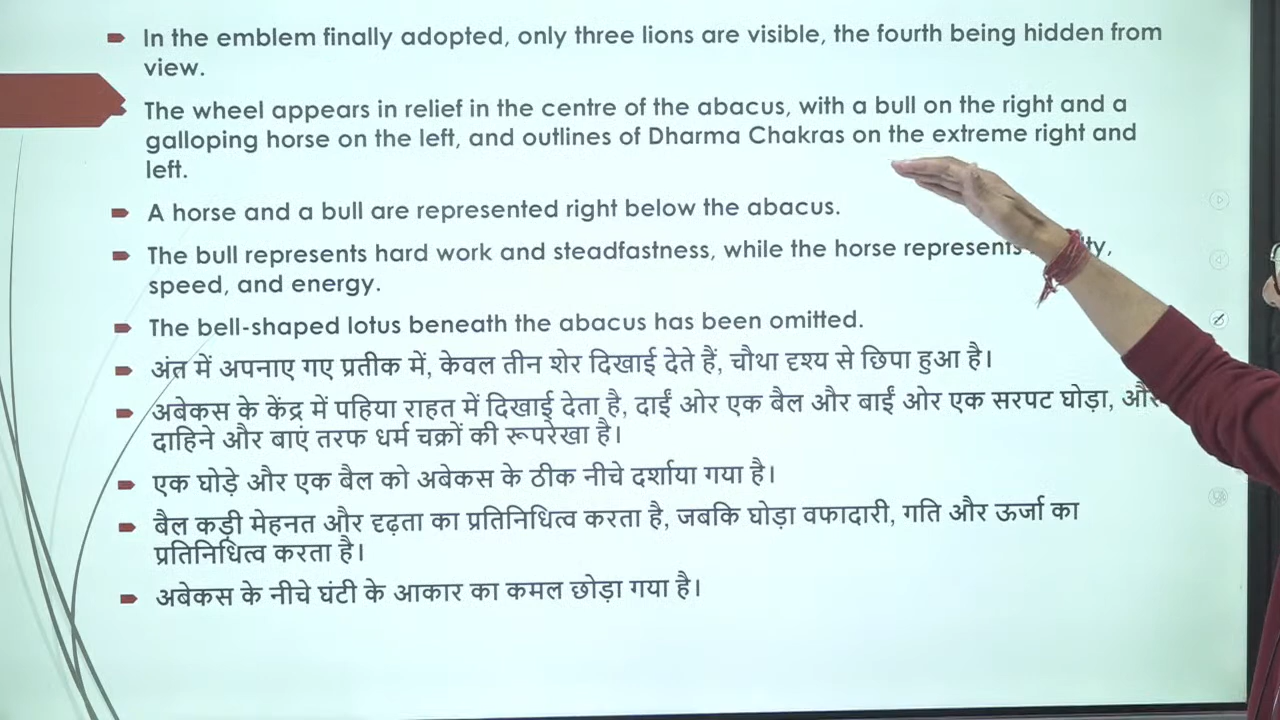 In the emblem finally adopted, only three lions are visible, the fourth being hidden from
view.
The wheel appears in relief in the centre of the abacus, with a bull on the right and a
galloping horse on the left, and outlines of Dharma Chakras on the extreme right and
left.
A horse and a bull are represented right below the abacus.
The bull represents hard work and steadfastness, while the horse represents
speed, and energy.
The bell-shaped lotus beneath the abacus has been omitted.
अंत में अपनाए गए प्रतीक में, केवल तीन शेर दिखाई देते हैं, चौथा दृश्य से छिपा हुआ है।
अबेकस के केंद्र में पहिया राहत में दिखाई देता है, दाईं ओर एक बैल और बाईं ओर एक सरपट घोड़ा, और
दाहिने और बाएं तरफ धर्म चक्रों की रूपरेखा है।
एक घोड़े और एक बैल को अबेकस के ठीक नीचे दर्शाया गया है।
बैल कड़ी मेहनत और दृढ़ता का प्रतिनिधित्व करता है, जबकि घोड़ा वफादारी, गति और ऊर्जा का
प्रतिनिधित्व करता है।
अबेकस के नीचे घंटी के आकार का कमल छोड़ा गया है।